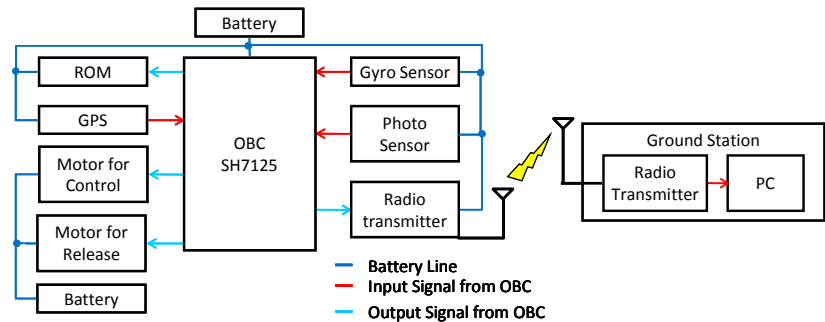 Battery
ROM
GPS
Motor for
Control
Motor for
Release
Battery
OBC
SH7125
Gyro Sensor
Photo
Sensor
Radio
transmitter
Ground Station
Radio
Transmitter
PC
Battery Line
Input Signal from OBC
Output Signal from OBC